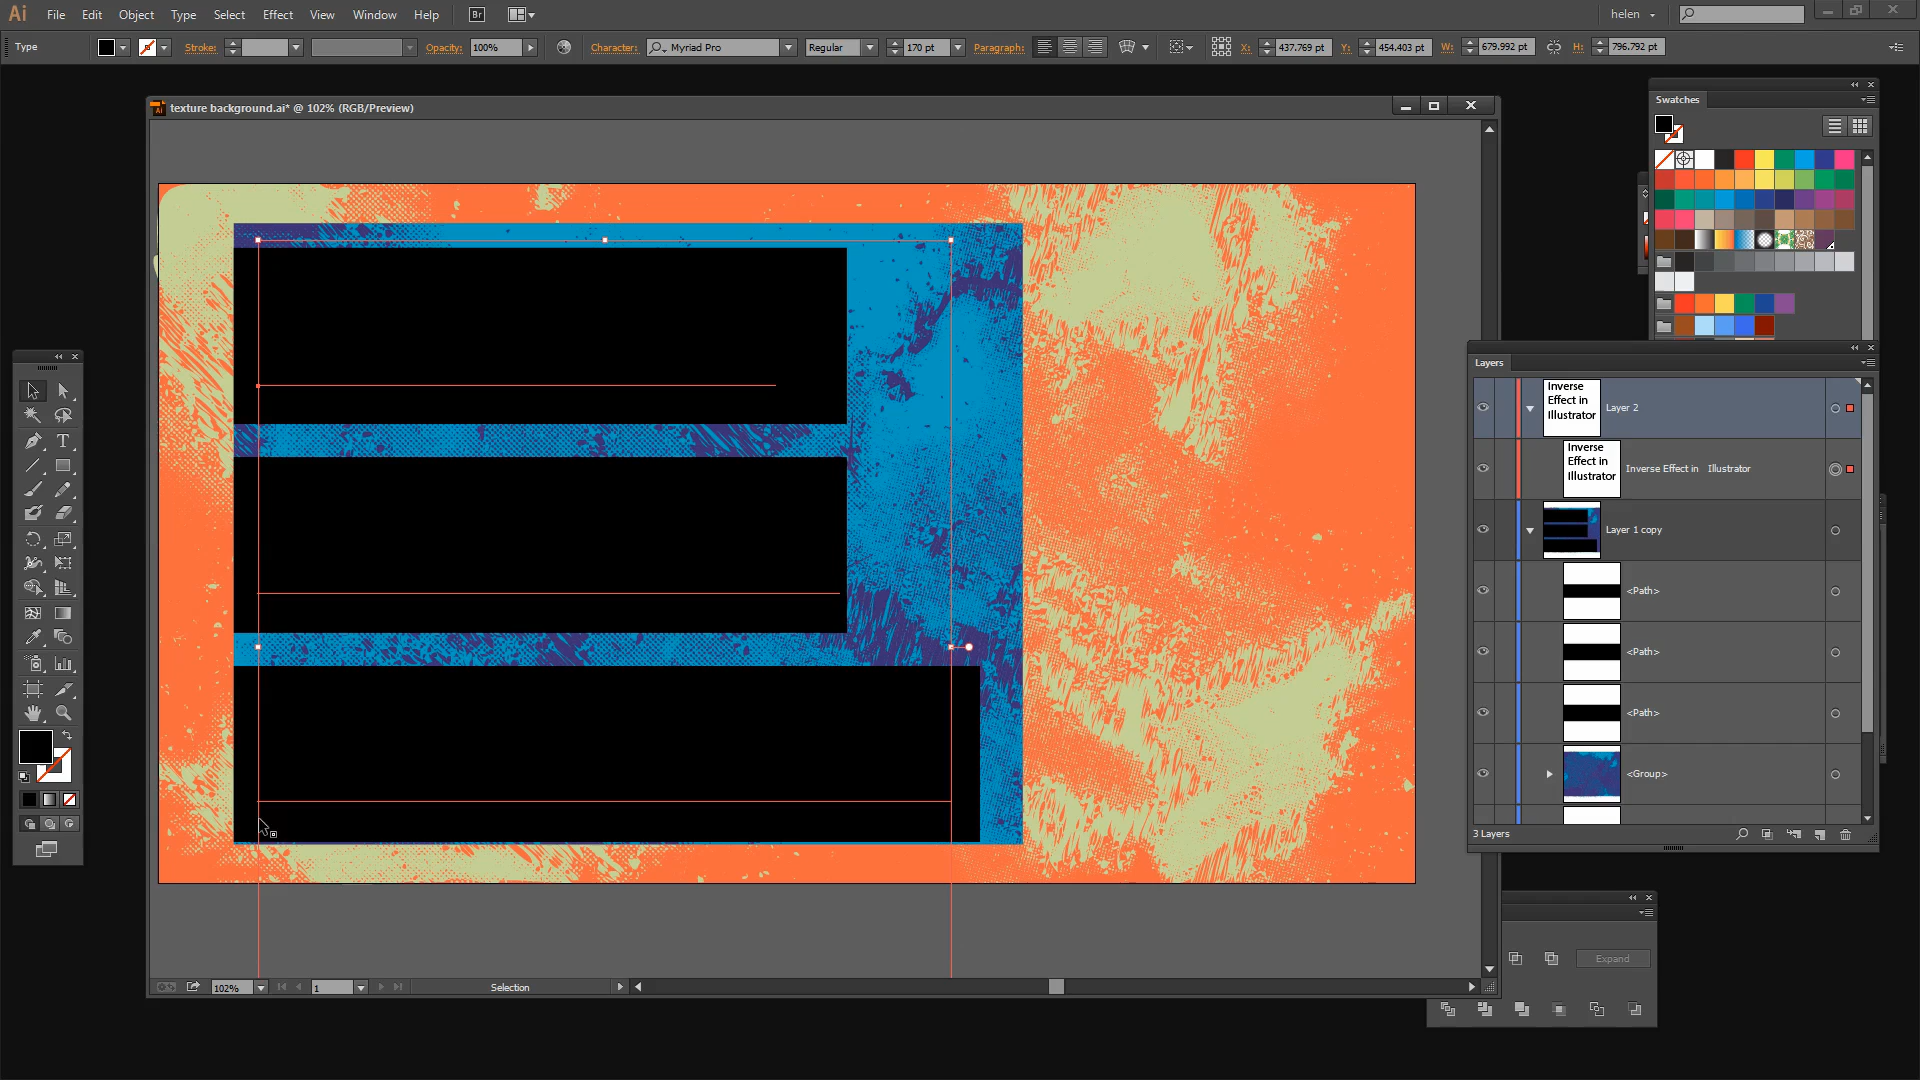 Ai File Edit Object Type Select Effect View Window Help Br helen
Type Stroke: Opacity: 100% Character: Myriad Pro Regular 170 pt Paragraph: X: 437.769 pt Y: 454.403 pt W: 679.992 pt H: 796.792 pt
texture background.ai* @ 102% (RGB/Preview)
Swatches
Layers
Inverse
Effect in
Illustrator
Layer 2
Inverse
Effect in
Illustrator
Inverse Effect in Illustrator
Layer 1 copy
<Path>
<Path>
<Path>
<Group>
3 Layers
Expand
102% 1 Selection